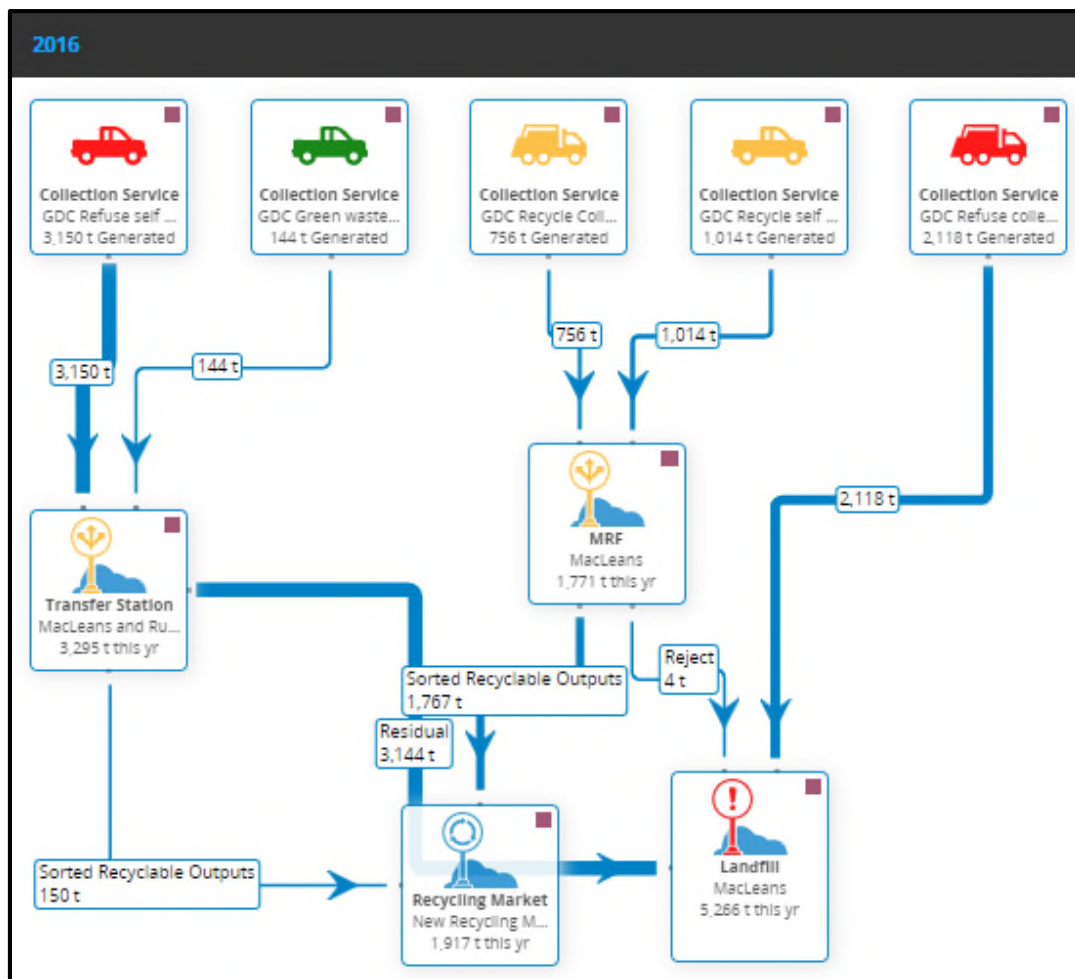 2016
Collection Service
GDC Refuse self ...
3,150 t Generated
Collection Service
GDC Green waste...
144 t Generated
Collection Service
GDC Recycle Coll...
756 t Generated
Collection Service
GDC Recycle self ...
1,014 t Generated
Collection Service
GDC Refuse colle...
2,118 t Generated
3,150 t
144 t
756 t
1,014 t
2,118 t
MRF
MacLeans
1,771 t this yr
Transfer Station
MacLeans and Ru...
3,295 t this yr
Sorted Recyclable Outputs
1,767 t
Reject
4 t
Residual
3,144 t
Sorted Recyclable Outputs
150 t
Recycling Market
New Recycling M...
1,917 t this yr
Landfill
MacLeans
5,266 t this yr